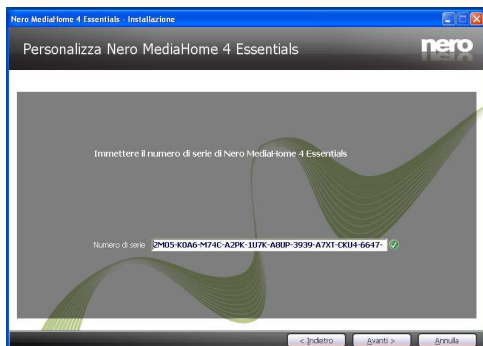 Nero MediaHome 4 Essentials - Installazione
Personalizza Nero MediaHome 4 Essentials
nero
Immettere il numero di serie di Nero MediaHome 4 Essentials
Numero di serie 2M05-K0A6-M74C-A2PK-1U7K-A8UP-3939-A7XT-CKU4-6647-
< Indietro Avanti > Annulla